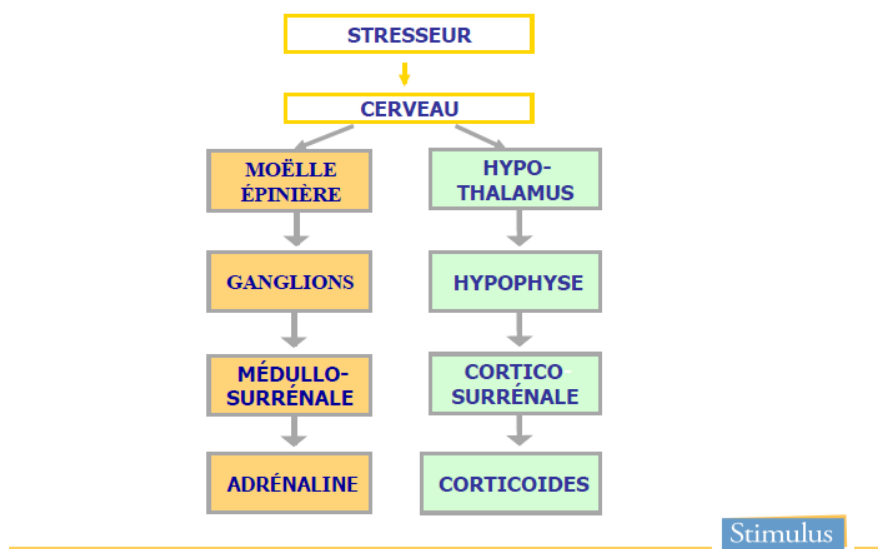 STRESSEUR
CERVEAU
MOËLLE
ÉPINIÈRE
HYPO-
THALAMUS
GANGLIONS
HYPOPHYSE
MÉDULLO-
SURRÉNALE
CORTICO-
SURRÉNALE
ADRÉNALINE
CORTICOIDES
Stimulus